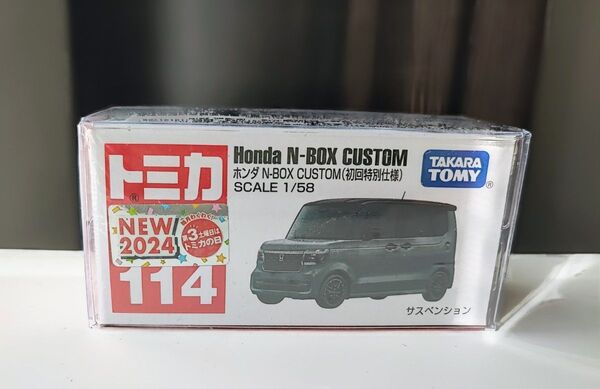 トミカ
®
Honda N-BOX CUSTOM
ホンダ N-BOX CUSTOM(初回特別仕様)
SCALE 1/58
TAKARA
TOMY
®
NEW
2024
第3土曜日は
トミカの日
114
サスペンション